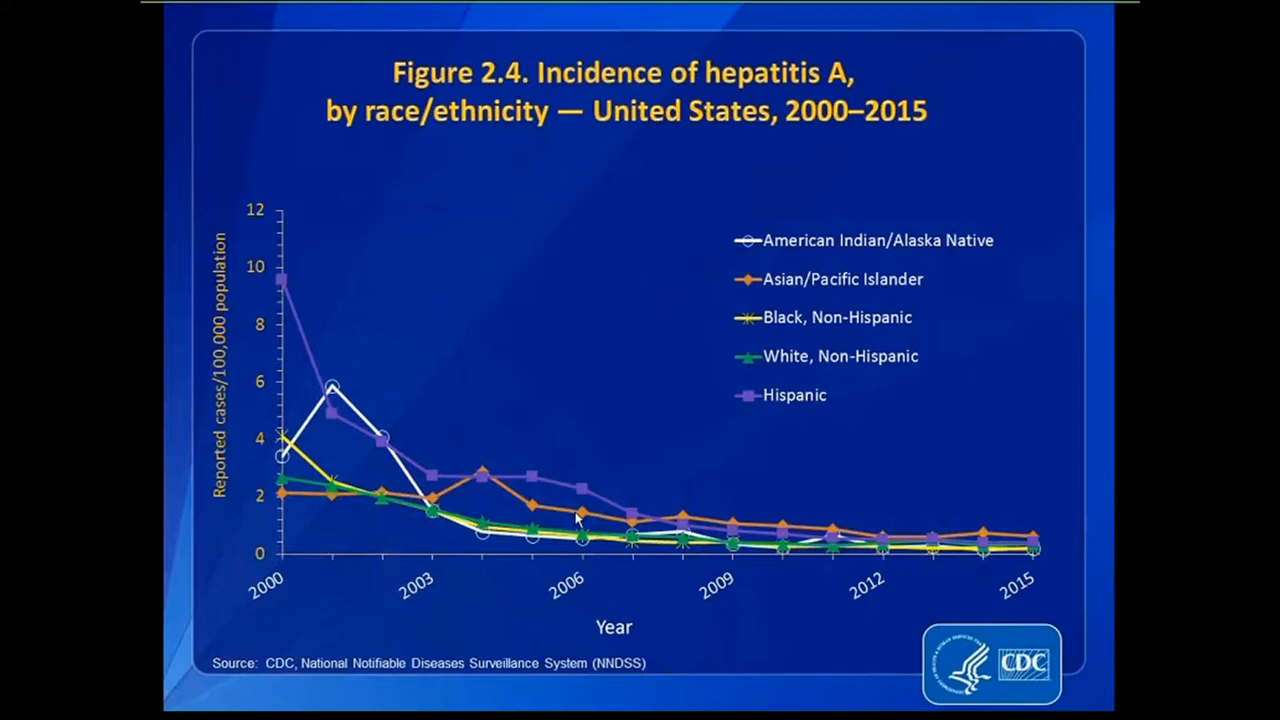 Figure 2.4. Incidence of hepatitis A,
by race/ethnicity — United States, 2000–2015
Reported cases/100,000 population
12
10
8
6
4
2
0
American Indian/Alaska Native
Asian/Pacific Islander
Black, Non-Hispanic
White, Non-Hispanic
Hispanic
2000
2003
2006
2009
2012
2015
Year
Source: CDC, National Notifiable Diseases Surveillance System (NNDSS)
CDC